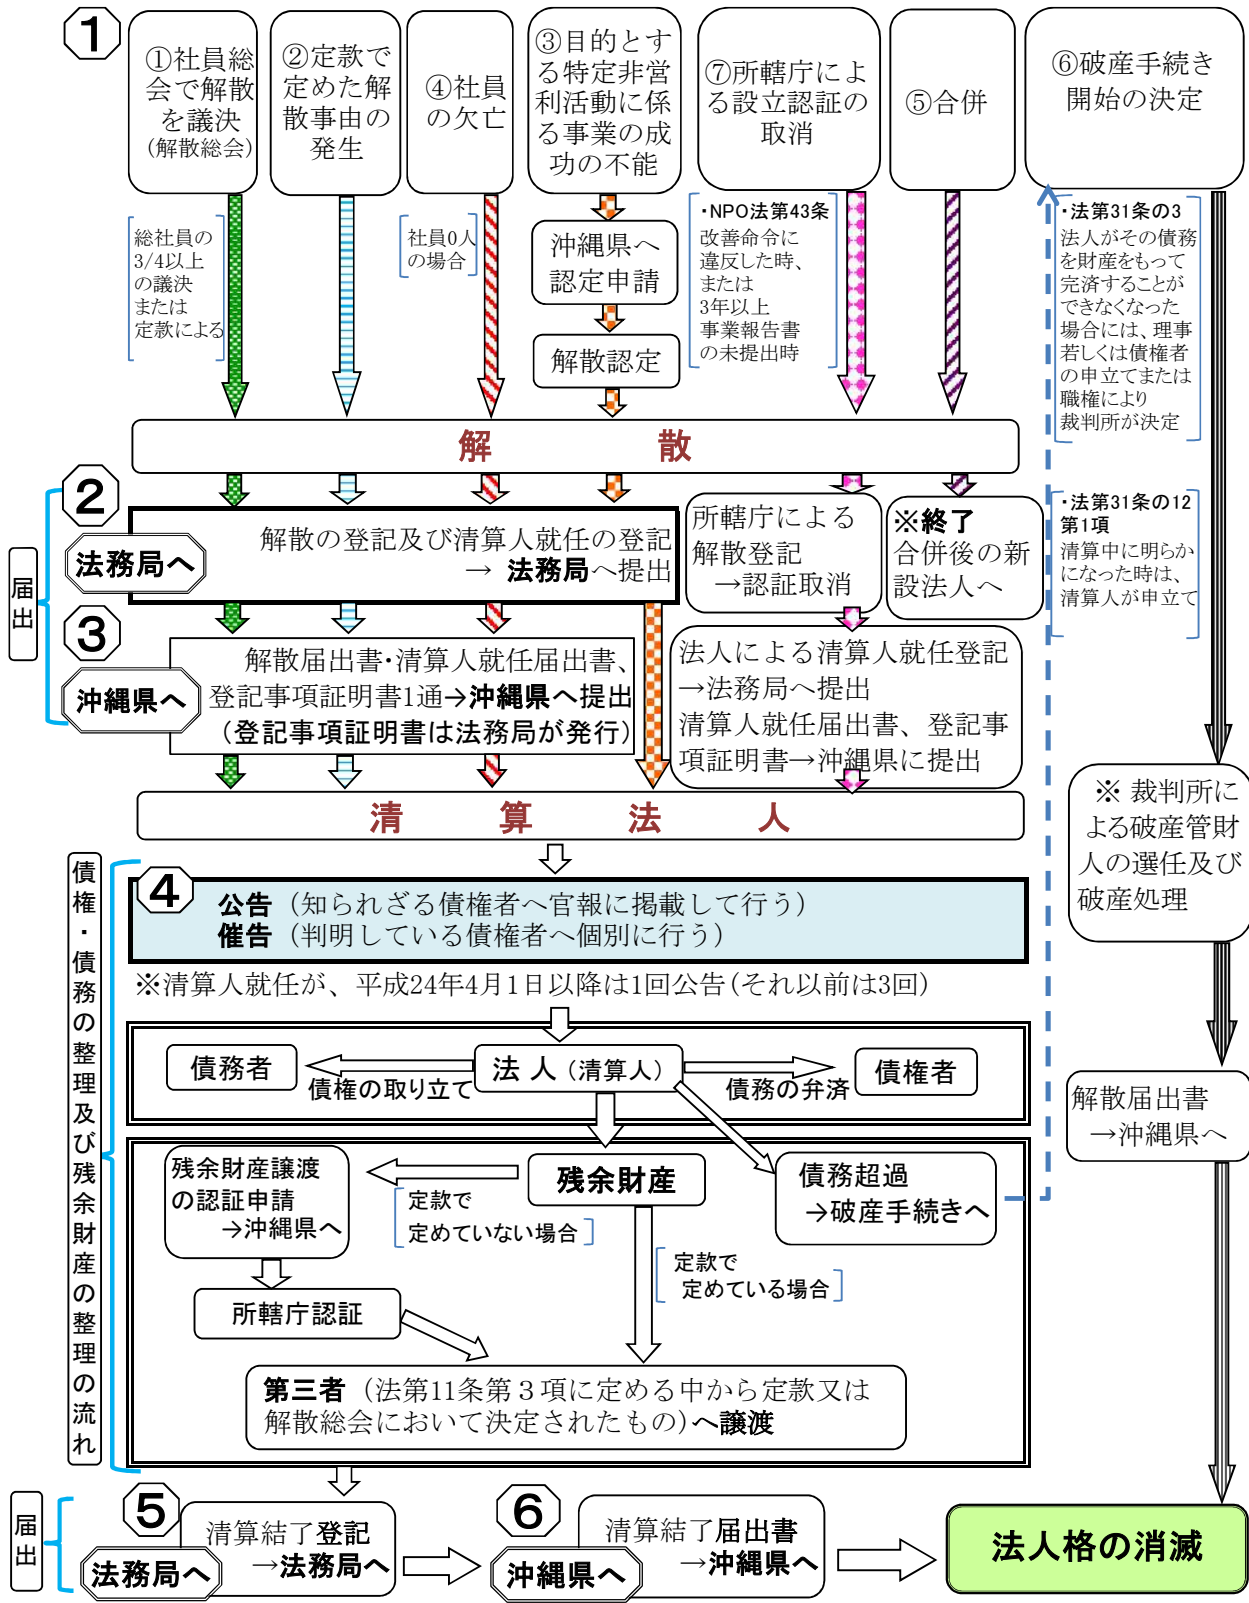 1
①社員総
会で解散
を議決
(解散総会)
②定款で
定めた解
散事由の
発生
④社員
の欠亡
③目的とす
る特定非営
利活動に係
る事業の成
功の不能
⑦所轄庁によ
る設立認証の
取消
⑤合併
⑥破産手続き
開始の決定
総社員の
3/4以上
の議決
または
定款による
社員0人
の場合
沖縄県へ
認定申請
解散認定
・NPO法第43条
改善命令に
違反した時、
または
3年以上
事業報告書
の未提出時
・法第31条の3
法人がその債務
を財産をもって
完済することが
できなくなった
場合には、理事
若しくは債権者
の申立てまたは
職権により
裁判所が決定
解 散
届出
2
法務局へ
解散の登記及び清算人就任の登記
→ 法務局へ提出
所轄庁による
解散登記
→認証取消
※終了
合併後の新
設法人へ
・法第31条の12
第1項
清算中に明らか
になった時は、
清算人が申立て
3
沖縄県へ
解散届出書・清算人就任届出書、
登記事項証明書1通→沖縄県へ提出
(登記事項証明書は法務局が発行)
法人による清算人就任登記
→法務局へ提出
清算人就任届出書、登記事
項証明書→沖縄県に提出
清 算 法 人
※ 裁判所に
よる破産管財
人の選任及び
破産処理
債権・債務の整理及び残余財産の整理の流れ
4
公告 (知られざる債権者へ官報に掲載して行う)
催告 (判明している債権者へ個別に行う)
※清算人就任が、平成24年4月1日以降は1回公告(それ以前は3回)
債務者
債権の取り立て
法 人 (清算人)
債務の弁済
債権者
解散届出書
→沖縄県へ
残余財産譲渡
の認証申請
→沖縄県へ
定款で
定めていない場合
残余財産
債務超過
→破産手続きへ
定款で
定めている場合
所轄庁認証
第三者 (法第11条第3項に定める中から定款又は
解散総会において決定されたもの)へ譲渡
届出
5
法務局へ
清算結了登記
→法務局へ
6
沖縄県へ
清算結了届出書
→沖縄県へ
法人格の消滅